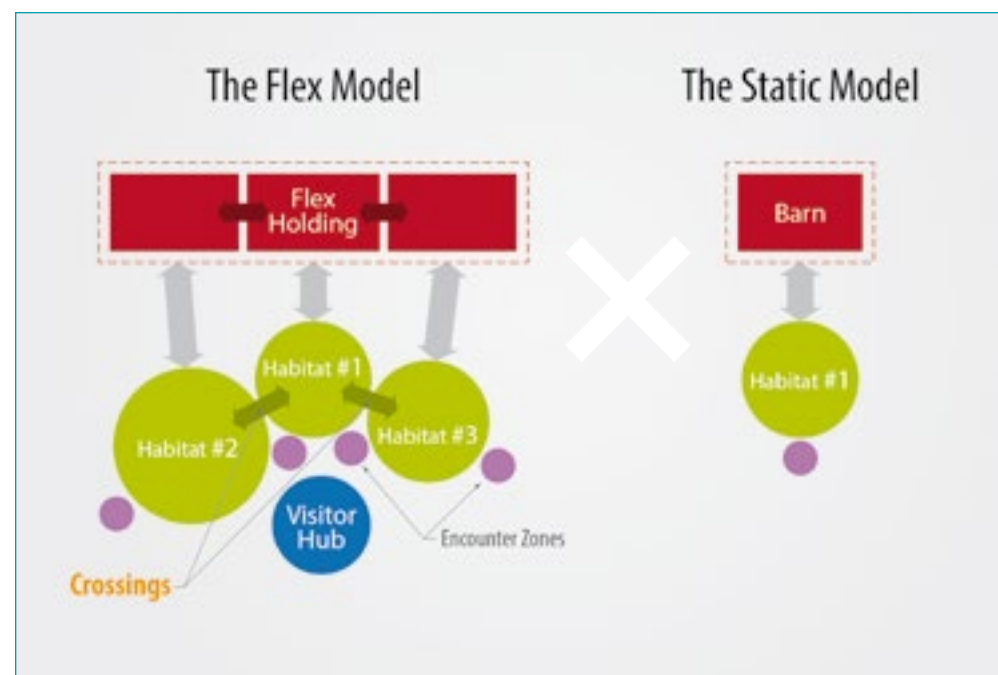 The Flex Model
The Static Model
Flex
Holding
Barn
Habitat #1
Habitat #2
Habitat #3
Habitat #1
Visitor
Hub
Encounter Zones
Crossings